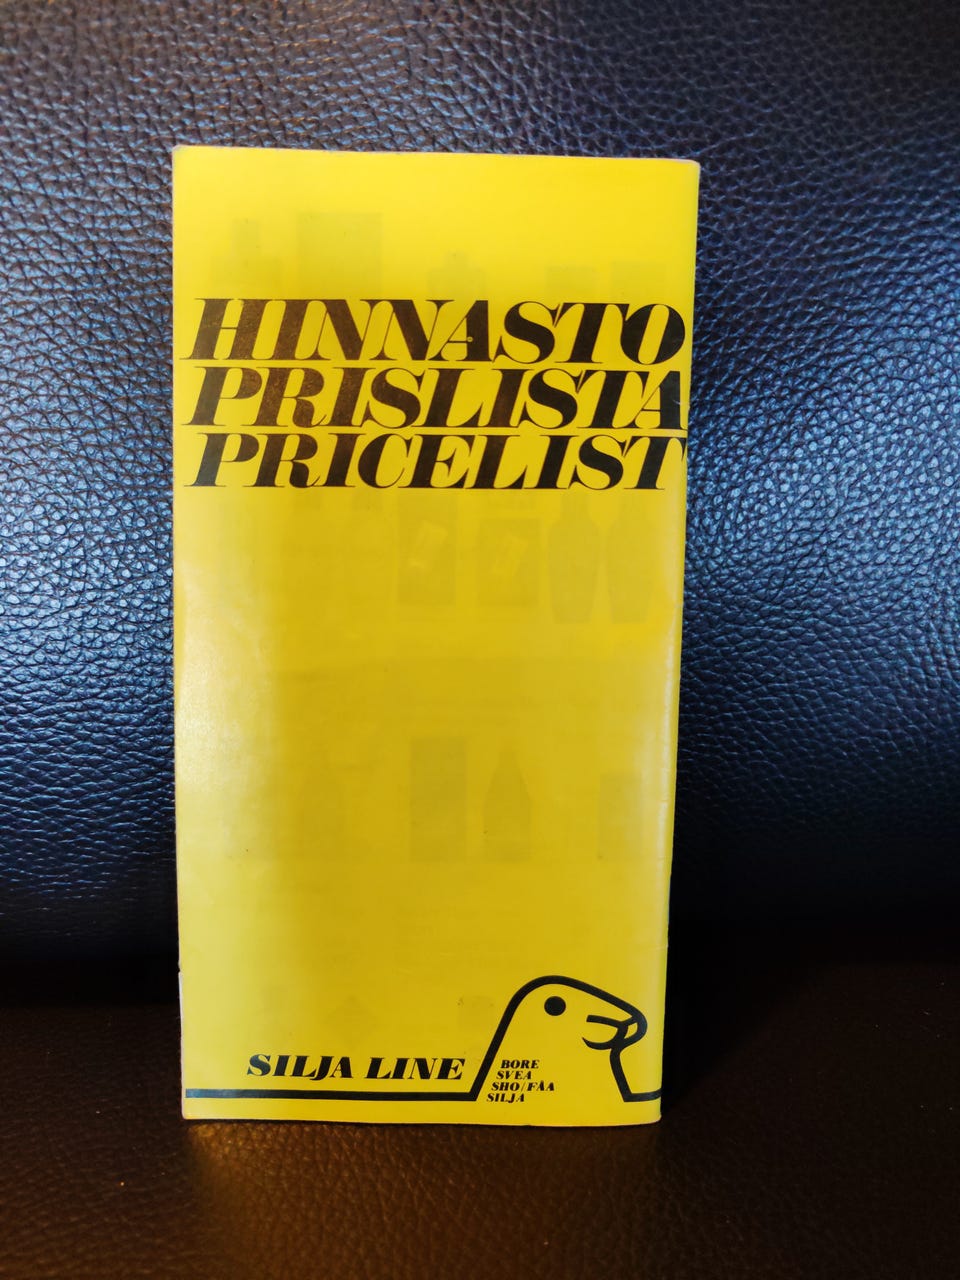 HINNASTO
PRISLISTA
PRICELIST
SILJA LINE
BORE
SVEA
SHO/FÅA
SILJA